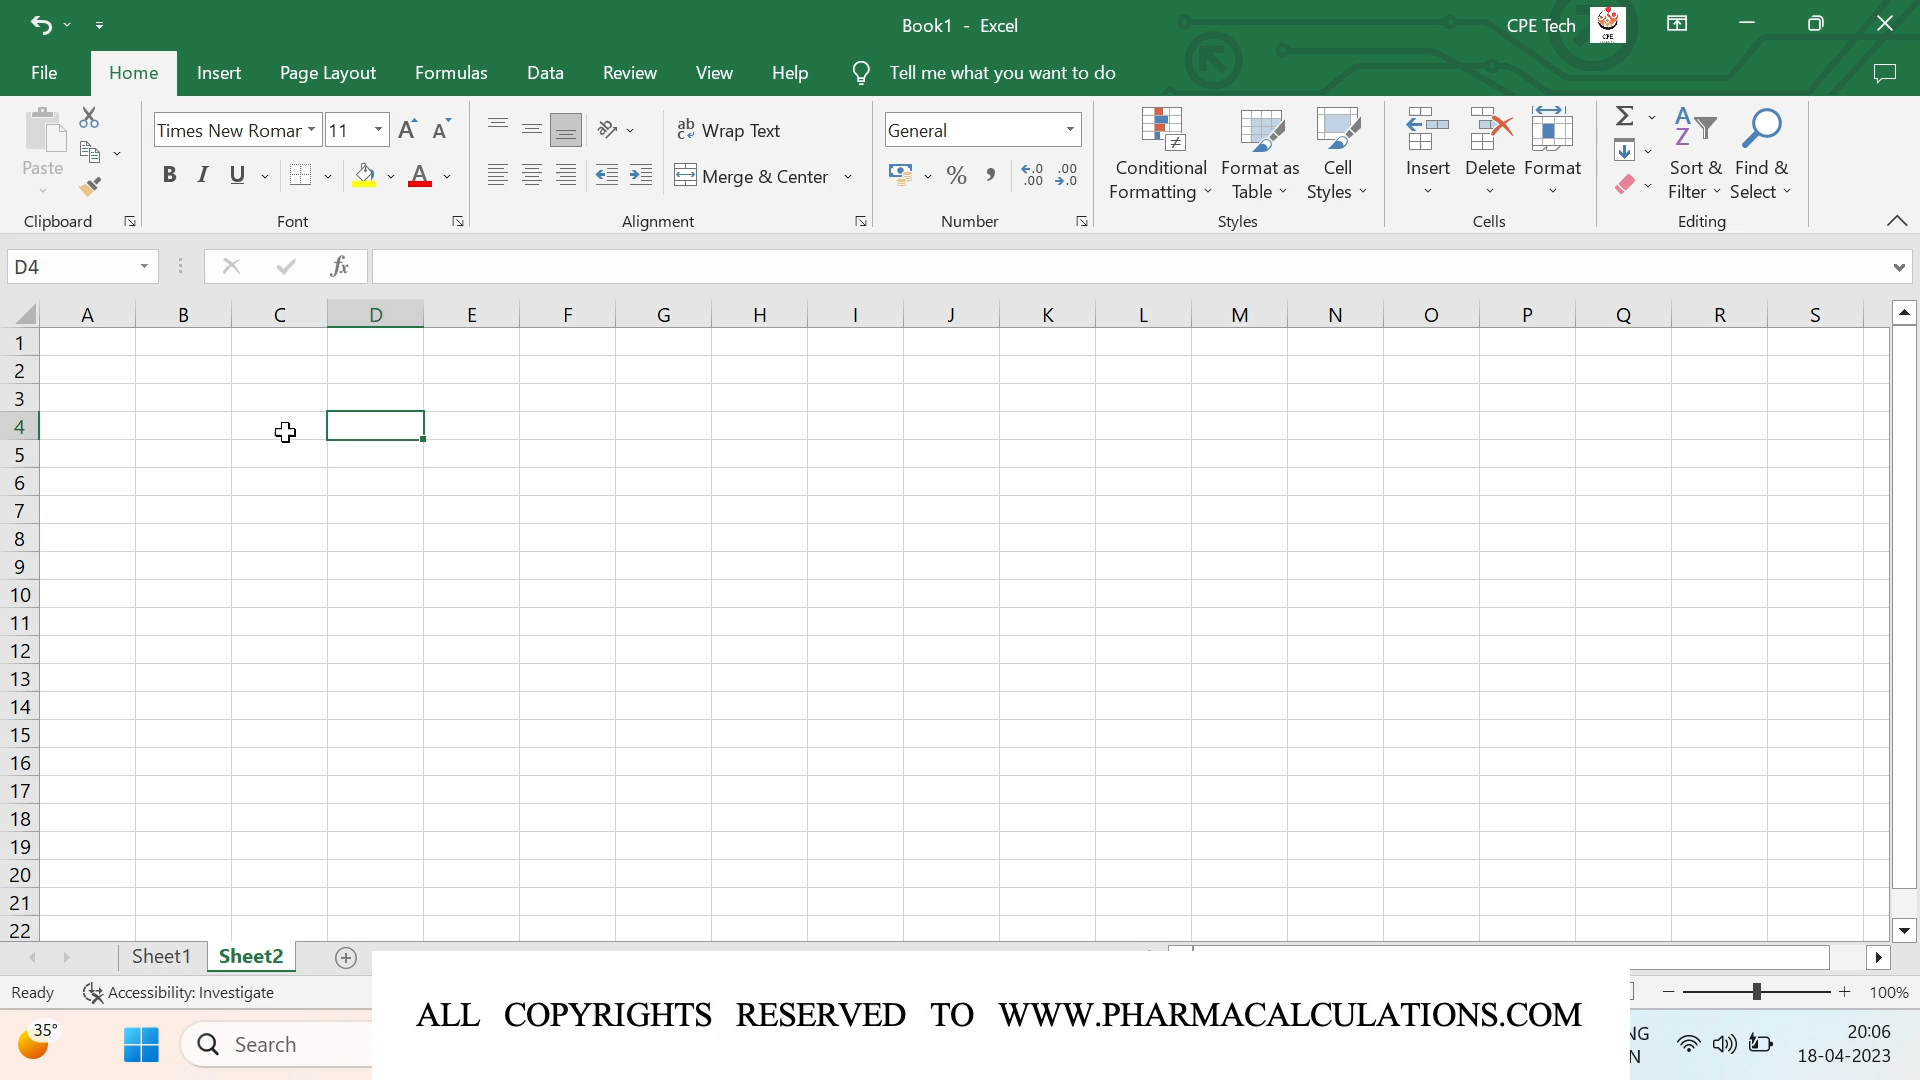 Book1 - Excel
CPE Tech
File Home Insert Page Layout Formulas Data Review View Help Tell me what you want to do
Times New Romar 11
Wrap Text
General
Paste
B I U
Merge & Center
% ,
Conditional Formatting
Format as Table
Cell Styles
Insert Delete Format
Sort & Filter
Find & Select
Clipboard Font Alignment Number Styles Cells Editing
D4
fx
A B C D E F G H I J K L M N O P Q R S
1
2
3
4
5
6
7
8
9
10
11
12
13
14
15
16
17
18
19
20
21
22
Sheet1 Sheet2
Ready Accessibility: Investigate
100%
ALL COPYRIGHTS RESERVED TO WWW.PHARMACALCULATIONS.COM
35°
Search
20:06
18-04-2023